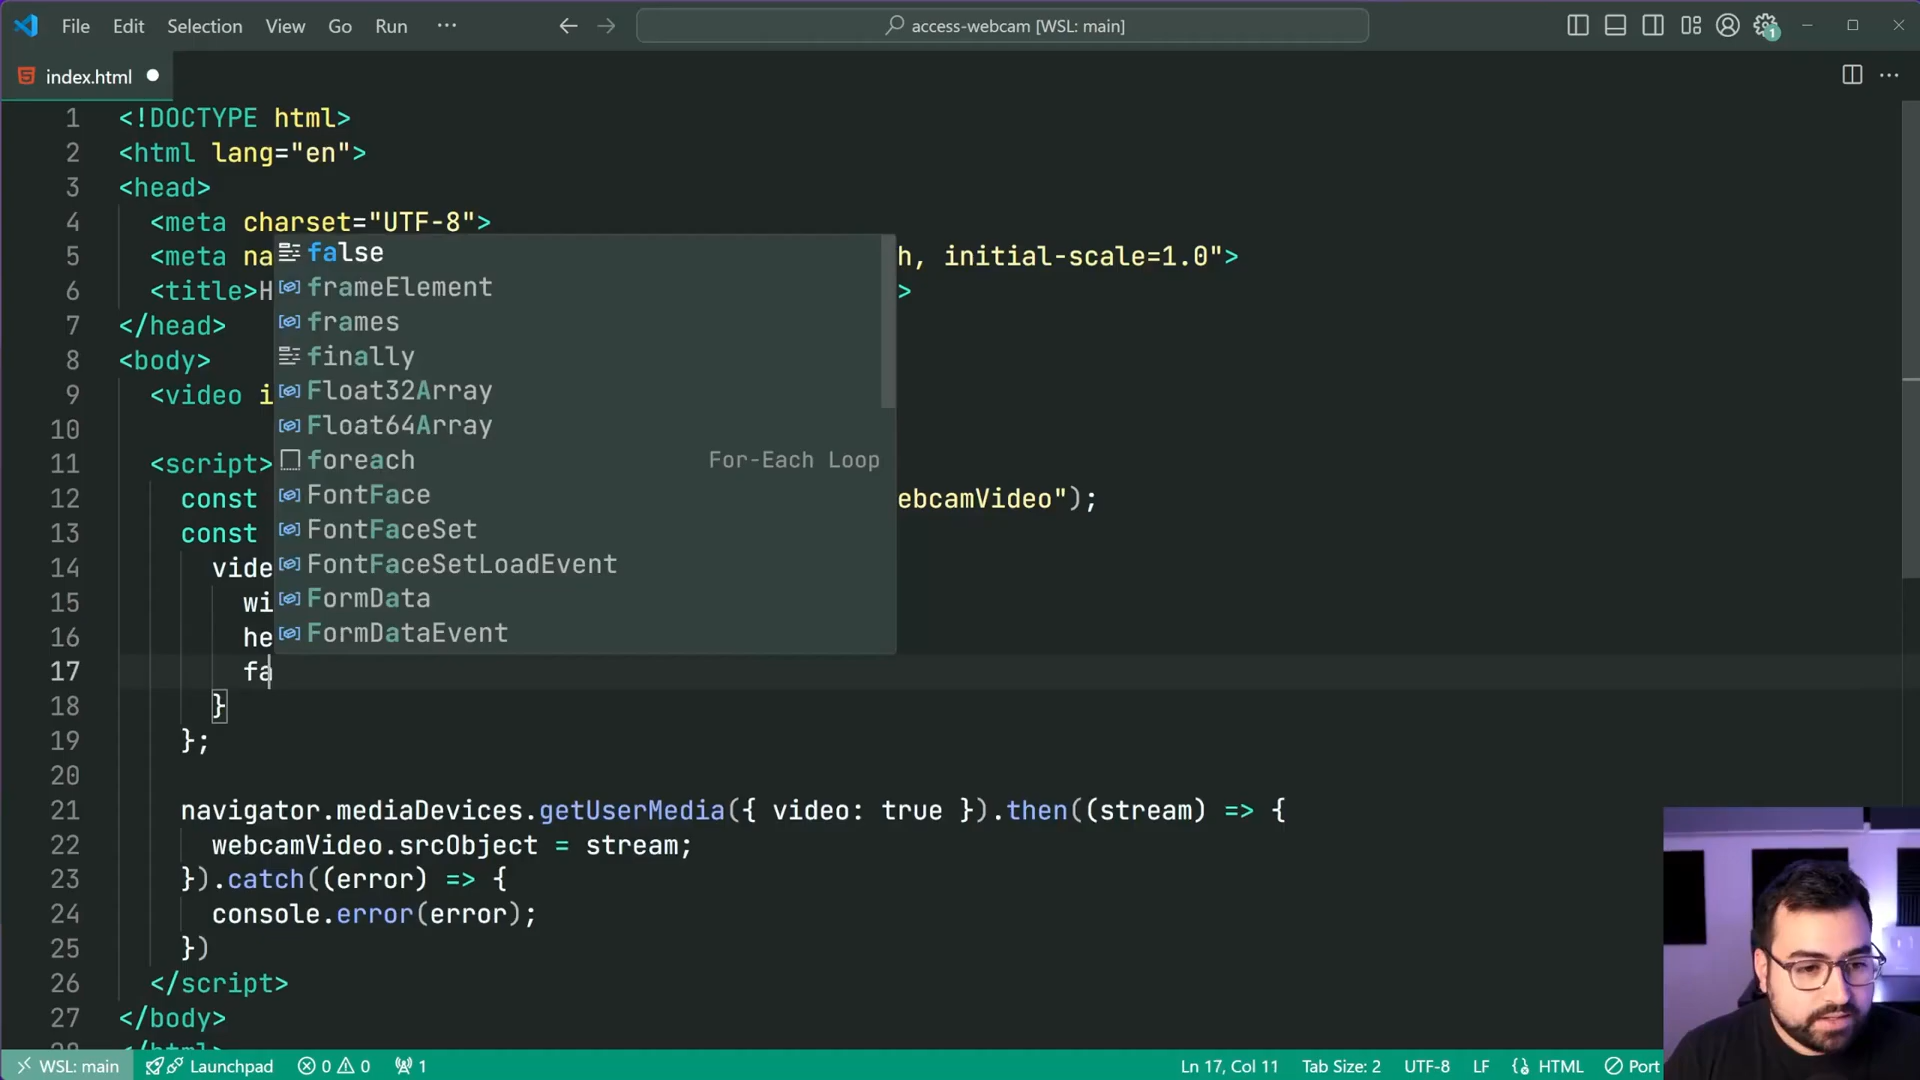 File Edit Selection View Go Run ···
access-webcam [WSL: main]
1
index.html
1 <!DOCTYPE html>
2 <html lang="en">
3 <head>
4 <meta charset="UTF-8">
5 <meta na h, initial-scale=1.0">
6 <title>H >
7 </head>
8 <body>
9 <video i
10
11 <script>
12 const ebcamVideo");
13 const
14 vide
15 wi
16 he
17 fa
18 }
19 };
20
21 navigator.mediaDevices.getUserMedia({ video: true }).then((stream) => {
22 webcamVideo.srcObject = stream;
23 }).catch((error) => {
24 console.error(error);
25 })
26 </script>
27 </body>
false
frameElement
frames
finally
Float32Array
Float64Array
foreach For-Each Loop
FontFace
FontFaceSet
FontFaceSetLoadEvent
FormData
FormDataEvent
WSL: main Launchpad 0 0 1 Ln 17, Col 11 Tab Size: 2 UTF-8 LF HTML Port